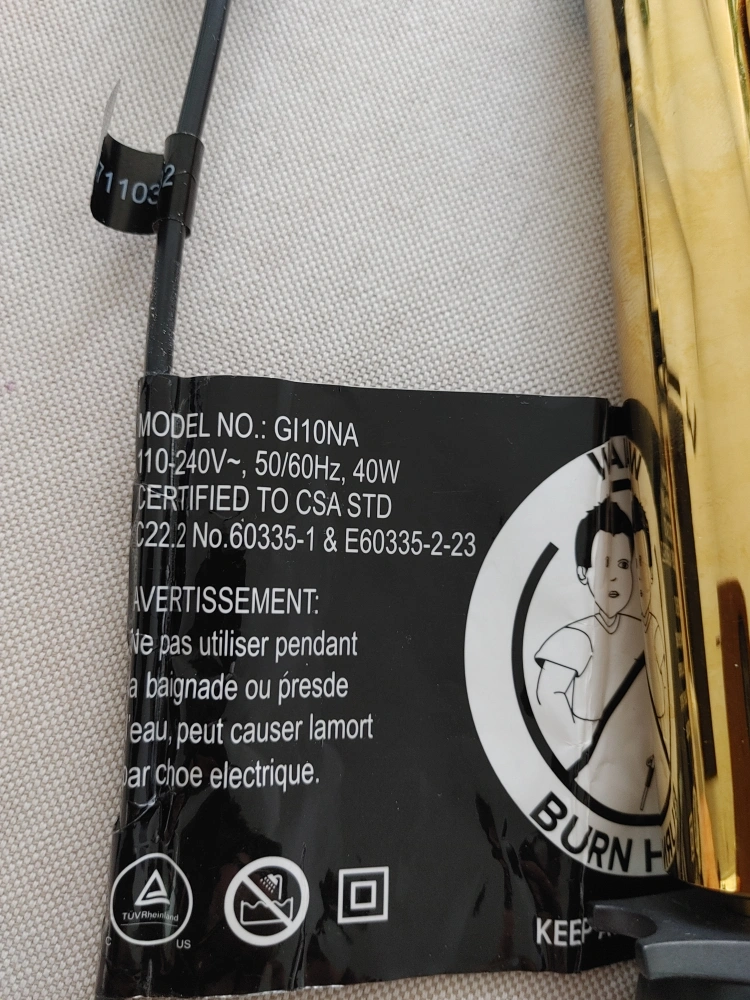 711032
MODEL NO.: GI10NA
110-240V~, 50/60Hz, 40W
CERTIFIED TO CSA STD
C22.2 No.60335-1 & E60335-2-23
AVERTISSEMENT:
Ne pas utiliser pendant
a baignade ou ṕresde
eau, peut causer lamort
par choe electrique.
BURN
TÜVRheinland
C US
KEEP